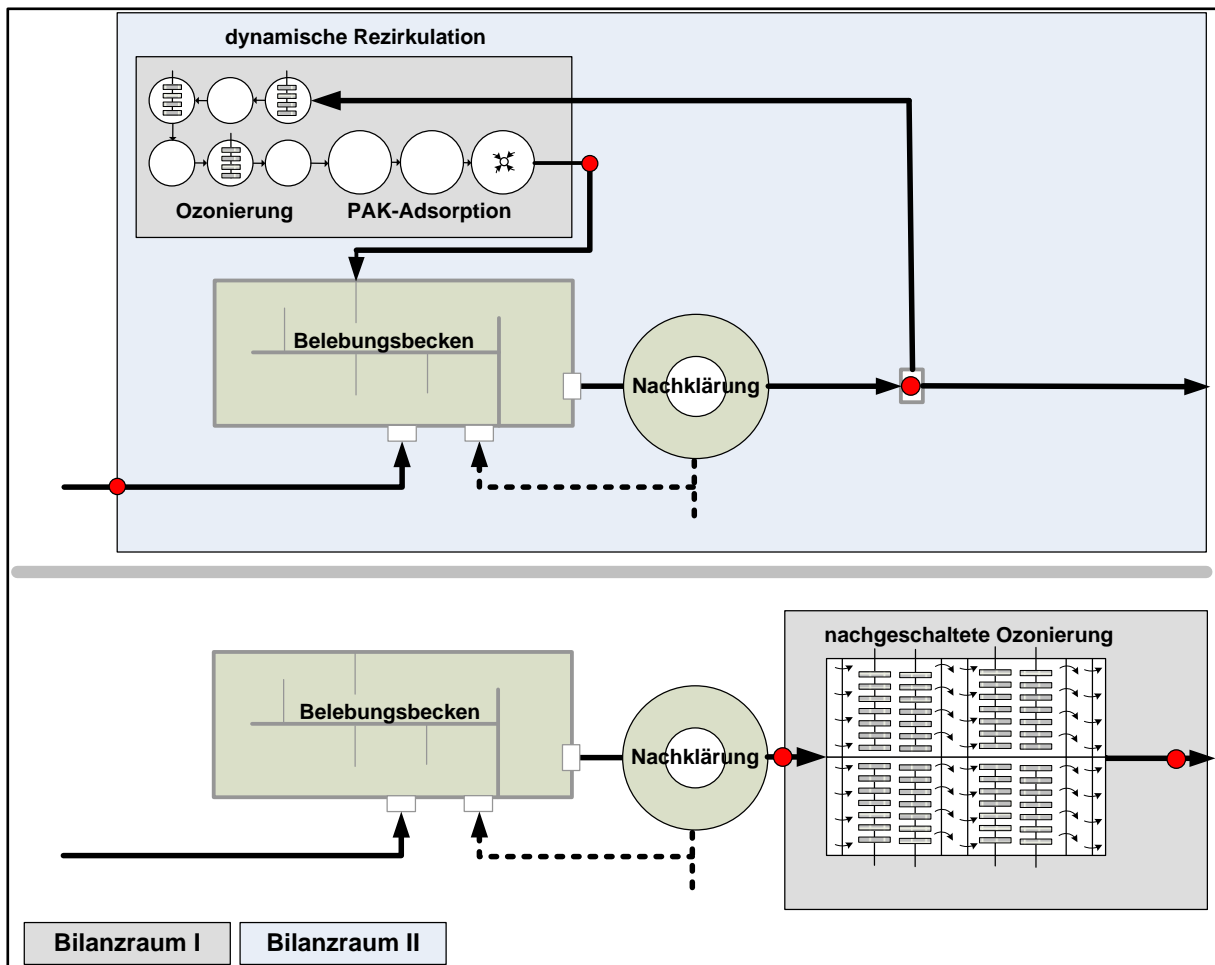 dynamische Rezirkulation
Ozonierung
PAK-Adsorption
Belebungsbecken
Nachklärung
nachgeschaltete Ozonierung
Belebungsbecken
Nachklärung
Bilanzraum I
Bilanzraum II